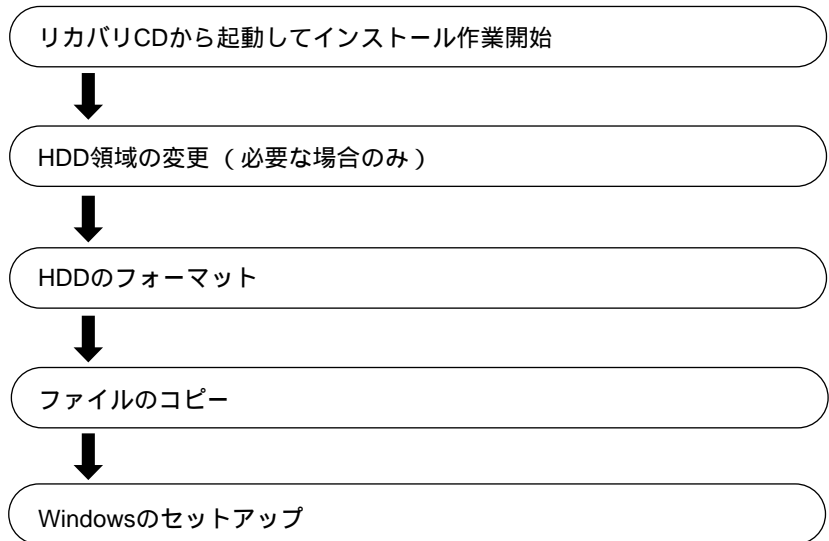 リカバリCDから起動してインストール作業開始
HDD領域の変更（必要な場合のみ）
HDDのフォーマット
ファイルのコピー
Windowsのセットアップ